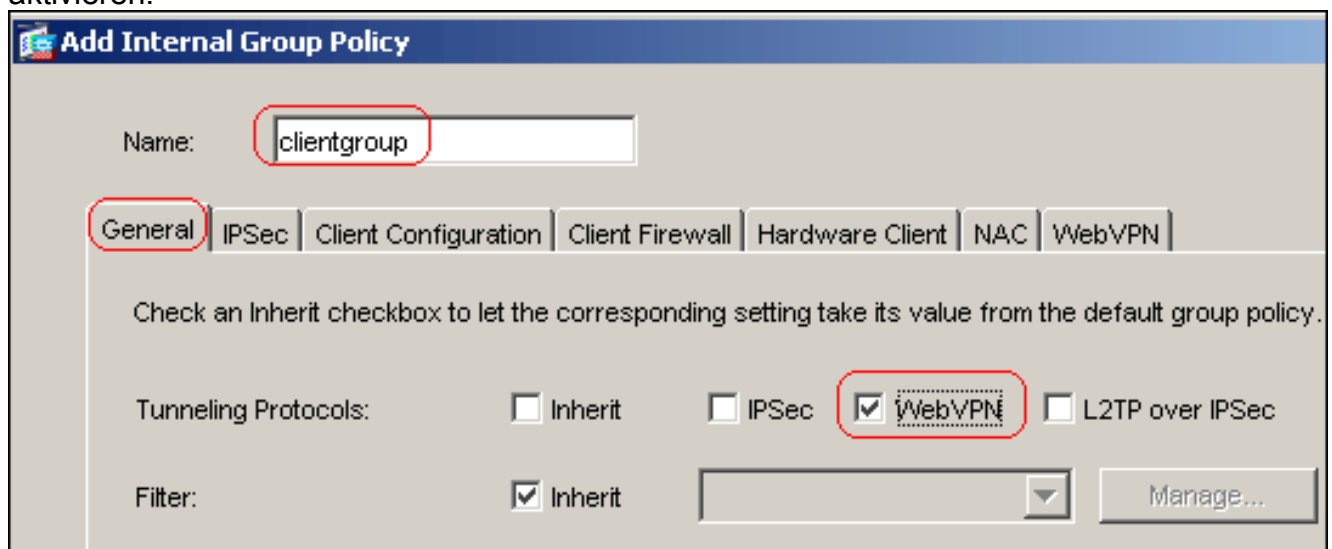 aktivieren.
Add Internal Group Policy
Name: clientgroup
General IPSec Client Configuration Client Firewall Hardware Client NAC WebVPN
Check an Inherit checkbox to let the corresponding setting take its value from the default group policy.
Tunneling Protocols: Inherit IPSec WebVPN L2TP over IPSec
Filter: Inherit Manage...